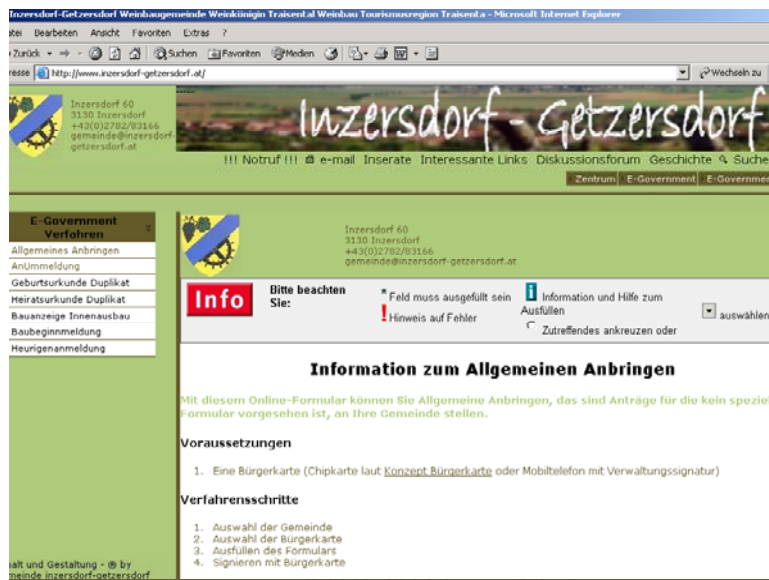 Inzersdorf-Getzersdorf Weinbaugemeinde Weinkönigin Traisental Weinbau Tourismusregion Traisenta - Microsoft Internet Explorer
atei Bearbeiten Ansicht Favoriten Extras ?
Zurück Suchen Favoriten Medien
resse http://www.inzersdorf-getzersdorf.at/ Wechseln zu
Inzersdorf 60
3130 Inzersdorf
+43(0)2782/83166
gemeinde@inzersdorf-
getzersdorf.at
Inzersdorf - Getzersdorf
!!! Notruf !!! e-mail Inserate Interessante Links Diskussionsforum Geschichte Suche
Zentrum E-Government E-Governmen
E-Government
Verfahren
Allgemeines Anbringen
AnUmmeldung
Geburtsurkunde Duplikat
Heiratsurkunde Duplikat
Bauanzeige Innenausbau
Baubeginnmeldung
Heurigenanmeldung
Inzersdorf 60
3130 Inzersdorf
+43(0)2782/83166
gemeinde@inzersdorf-getzersdorf.at
Info
Bitte beachten
Sie:
* Feld muss ausgefüllt sein
! Hinweis auf Fehler
i Information und Hilfe zum
Ausfüllen
Zutreffendes ankreuzen oder
auswählen
Information zum Allgemeinen Anbringen
Mit diesem Online-Formular können Sie Allgemeine Anbringen, das sind Anträge für die kein speziel
Formular vorgesehen ist, an Ihre Gemeinde stellen.
Voraussetzungen
1. Eine Bürgerkarte (Chipkarte laut Konzept Bürgerkarte oder Mobiltelefon mit Verwaltungssignatur)
Verfahrensschritte
1. Auswahl der Gemeinde
2. Auswahl der Bürgerkarte
3. Ausfüllen des Formulars
4. Signieren mit Bürgerkarte
halt und Gestaltung - ® by
meinde inzersdorf-getzersdorf